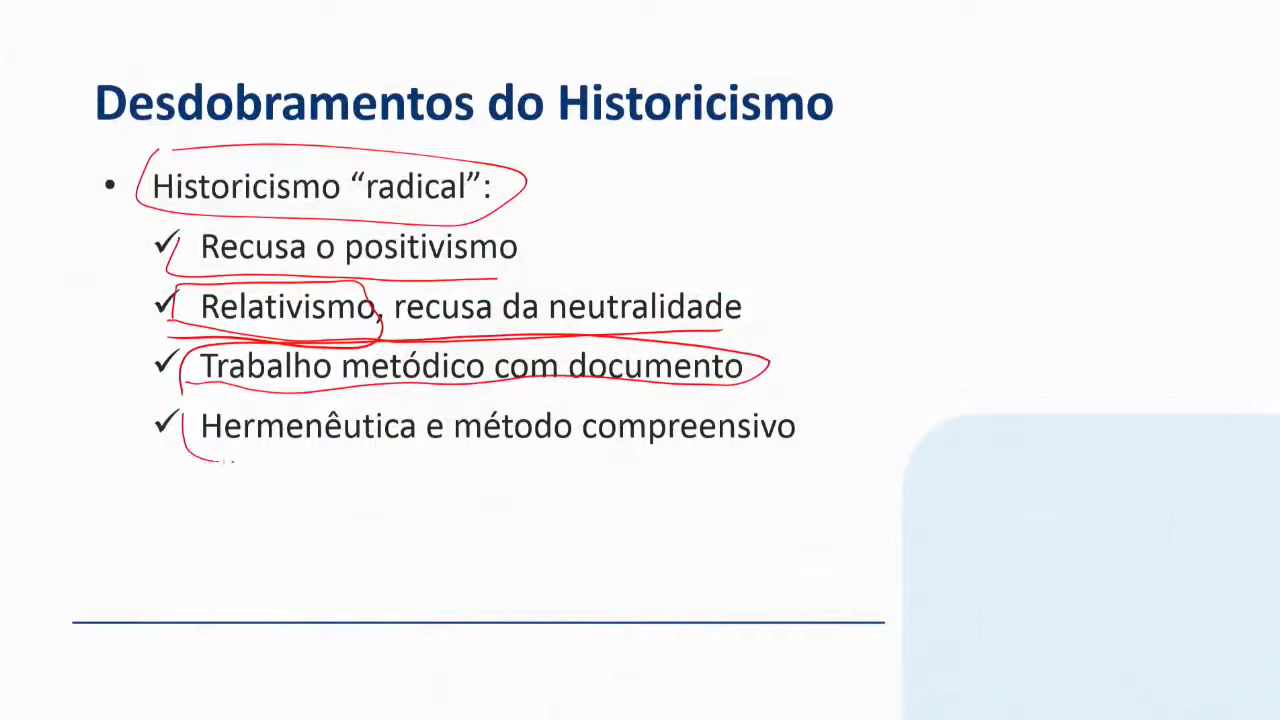 Desdobramentos do Historicismo
• Historicismo “radical”:
✓ Recusa o positivismo
✓ Relativismo, recusa da neutralidade
✓ Trabalho metódico com documento
✓ Hermenêutica e método compreensivo